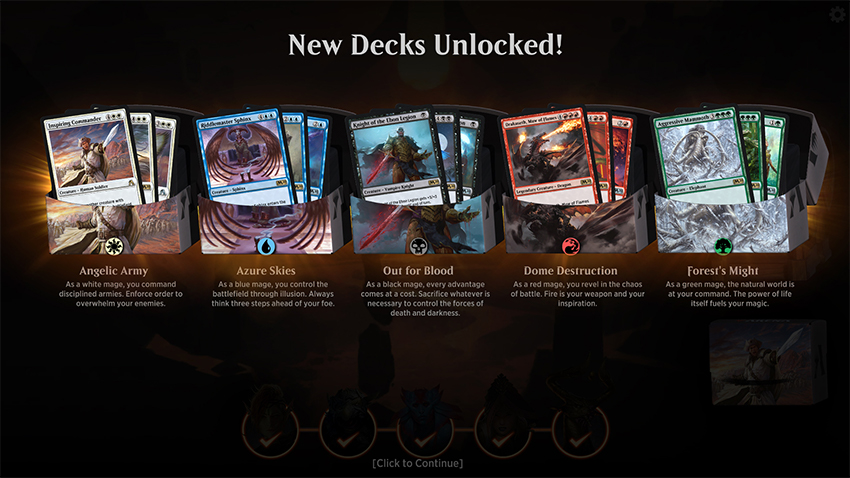 New Decks Unlocked!
Inspiring Commander
Riddlemaster Sphinx
Knight of the Ebon Legion
Drakuseth, Maw of Flames
Aggressive Mammoth
Creature – Human Soldier
Creature – Sphinx
Creature – Vampire Knight
Legendary Creature – Dragon
Creature – Elephant
Angelic Army
As a white mage, you command
disciplined armies. Enforce order to
overwhelm your enemies.
Azure Skies
As a blue mage, you control the
battlefield through illusion. Always
think three steps ahead of your foe.
Out for Blood
As a black mage, every advantage
comes at a cost. Sacrifice whatever is
necessary to control the forces of
death and darkness.
Dome Destruction
As a red mage, you revel in the chaos
of battle. Fire is your weapon and your
inspiration.
Forest's Might
As a green mage, the natural world is
at your command. The power of life
itself fuels your magic.
[Click to Continue]